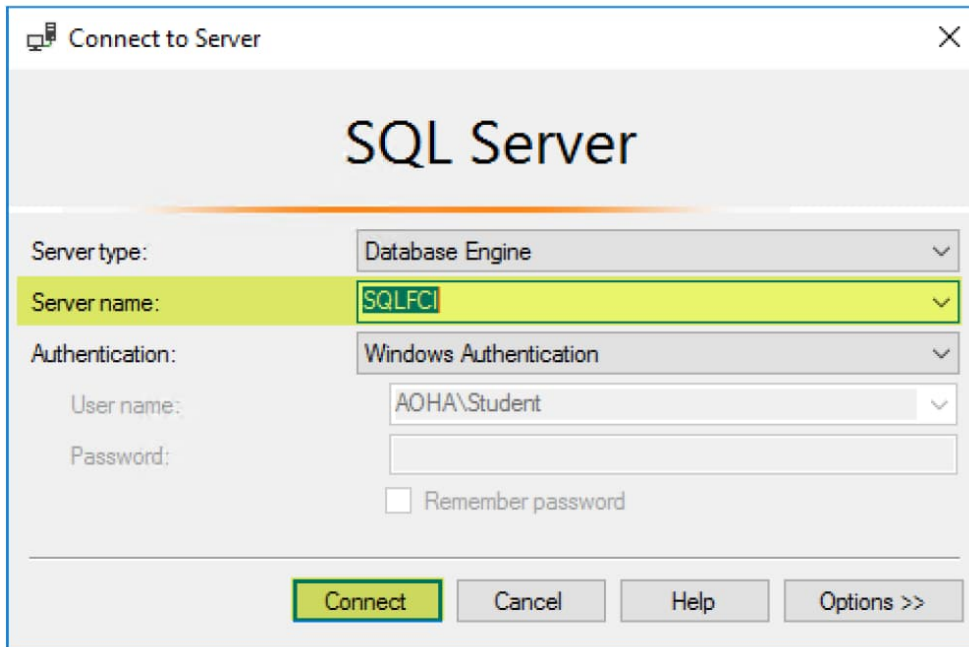 Connect to Server
SQL Server
Server type: Database Engine
Server name: SQLFCI
Authentication: Windows Authentication
User name: AOHA\Student
Password:
Remember password
Connect Cancel Help Options >>